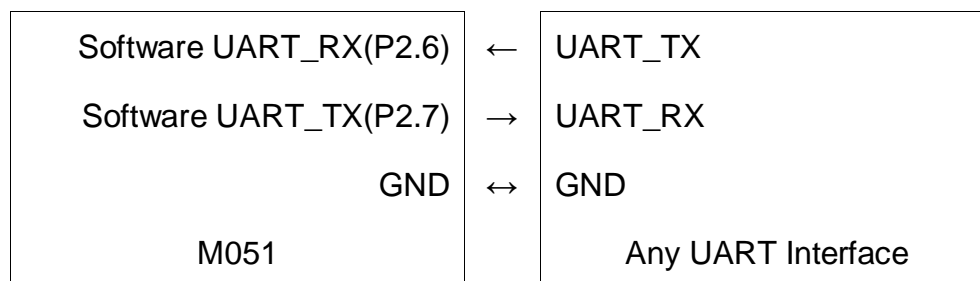 Software UART_RX(P2.6) ← UART_TX
Software UART_TX(P2.7) → UART_RX
GND ↔ GND
M051 Any UART Interface